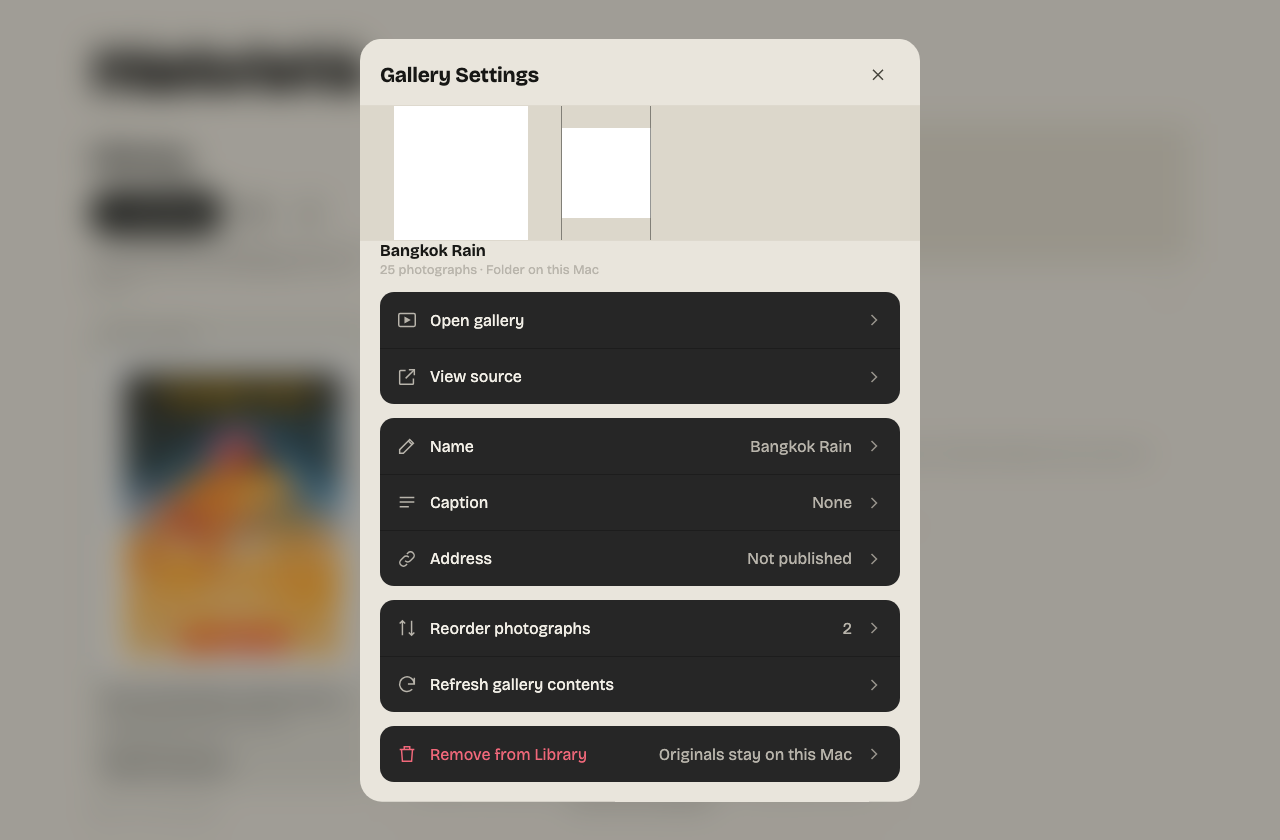 Gallery Settings
Bangkok Rain
25 photographs · Folder on this Mac
Open gallery
View source
Name Bangkok Rain
Caption None
Address Not published
Reorder photographs 2
Refresh gallery contents
Remove from Library Originals stay on this Mac